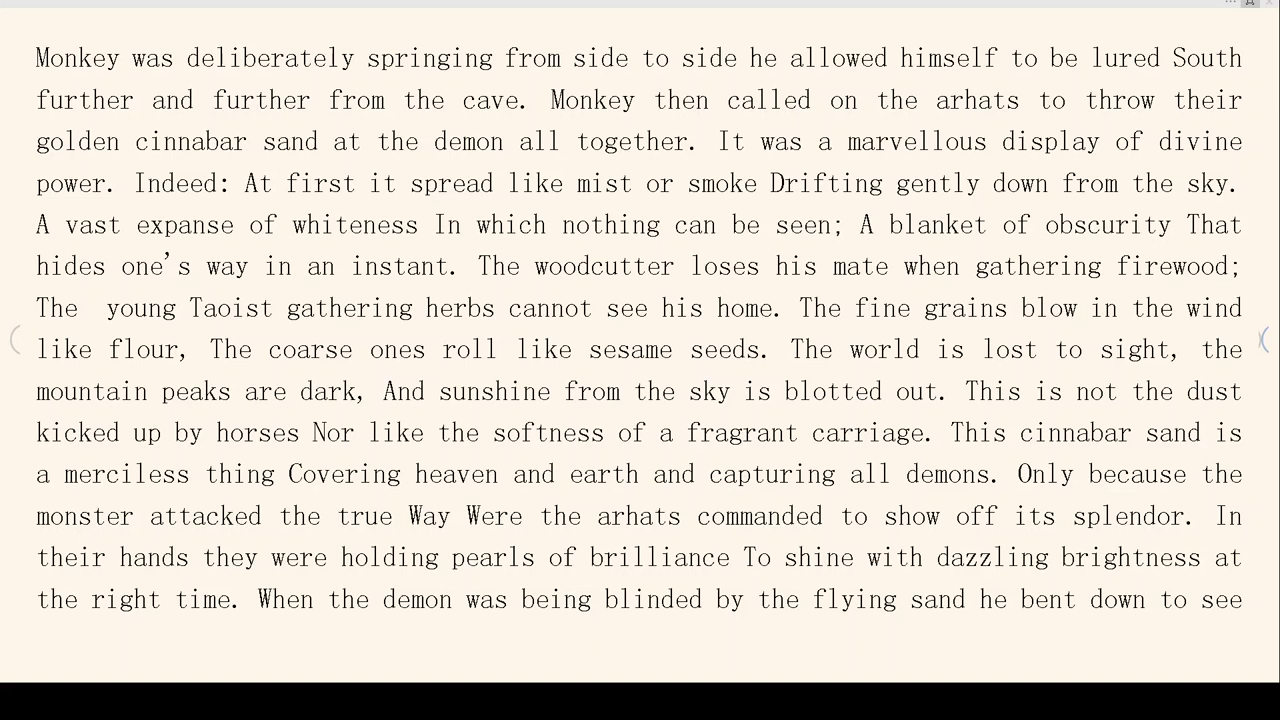 Monkey was deliberately springing from side to side he allowed himself to be lured South
further and further from the cave. Monkey then called on the arhats to throw their
golden cinnabar sand at the demon all together. It was a marvellous display of divine
power. Indeed: At first it spread like mist or smoke Drifting gently down from the sky.
A vast expanse of whiteness In which nothing can be seen; A blanket of obscurity That
hides one's way in an instant. The woodcutter loses his mate when gathering firewood;
The  young Taoist gathering herbs cannot see his home. The fine grains blow in the wind
like flour, The coarse ones roll like sesame seeds. The world is lost to sight, the
mountain peaks are dark, And sunshine from the sky is blotted out. This is not the dust
kicked up by horses Nor like the softness of a fragrant carriage. This cinnabar sand is
a merciless thing Covering heaven and earth and capturing all demons. Only because the
monster attacked the true Way Were the arhats commanded to show off its splendor. In
their hands they were holding pearls of brilliance To shine with dazzling brightness at
the right time. When the demon was being blinded by the flying sand he bent down to see